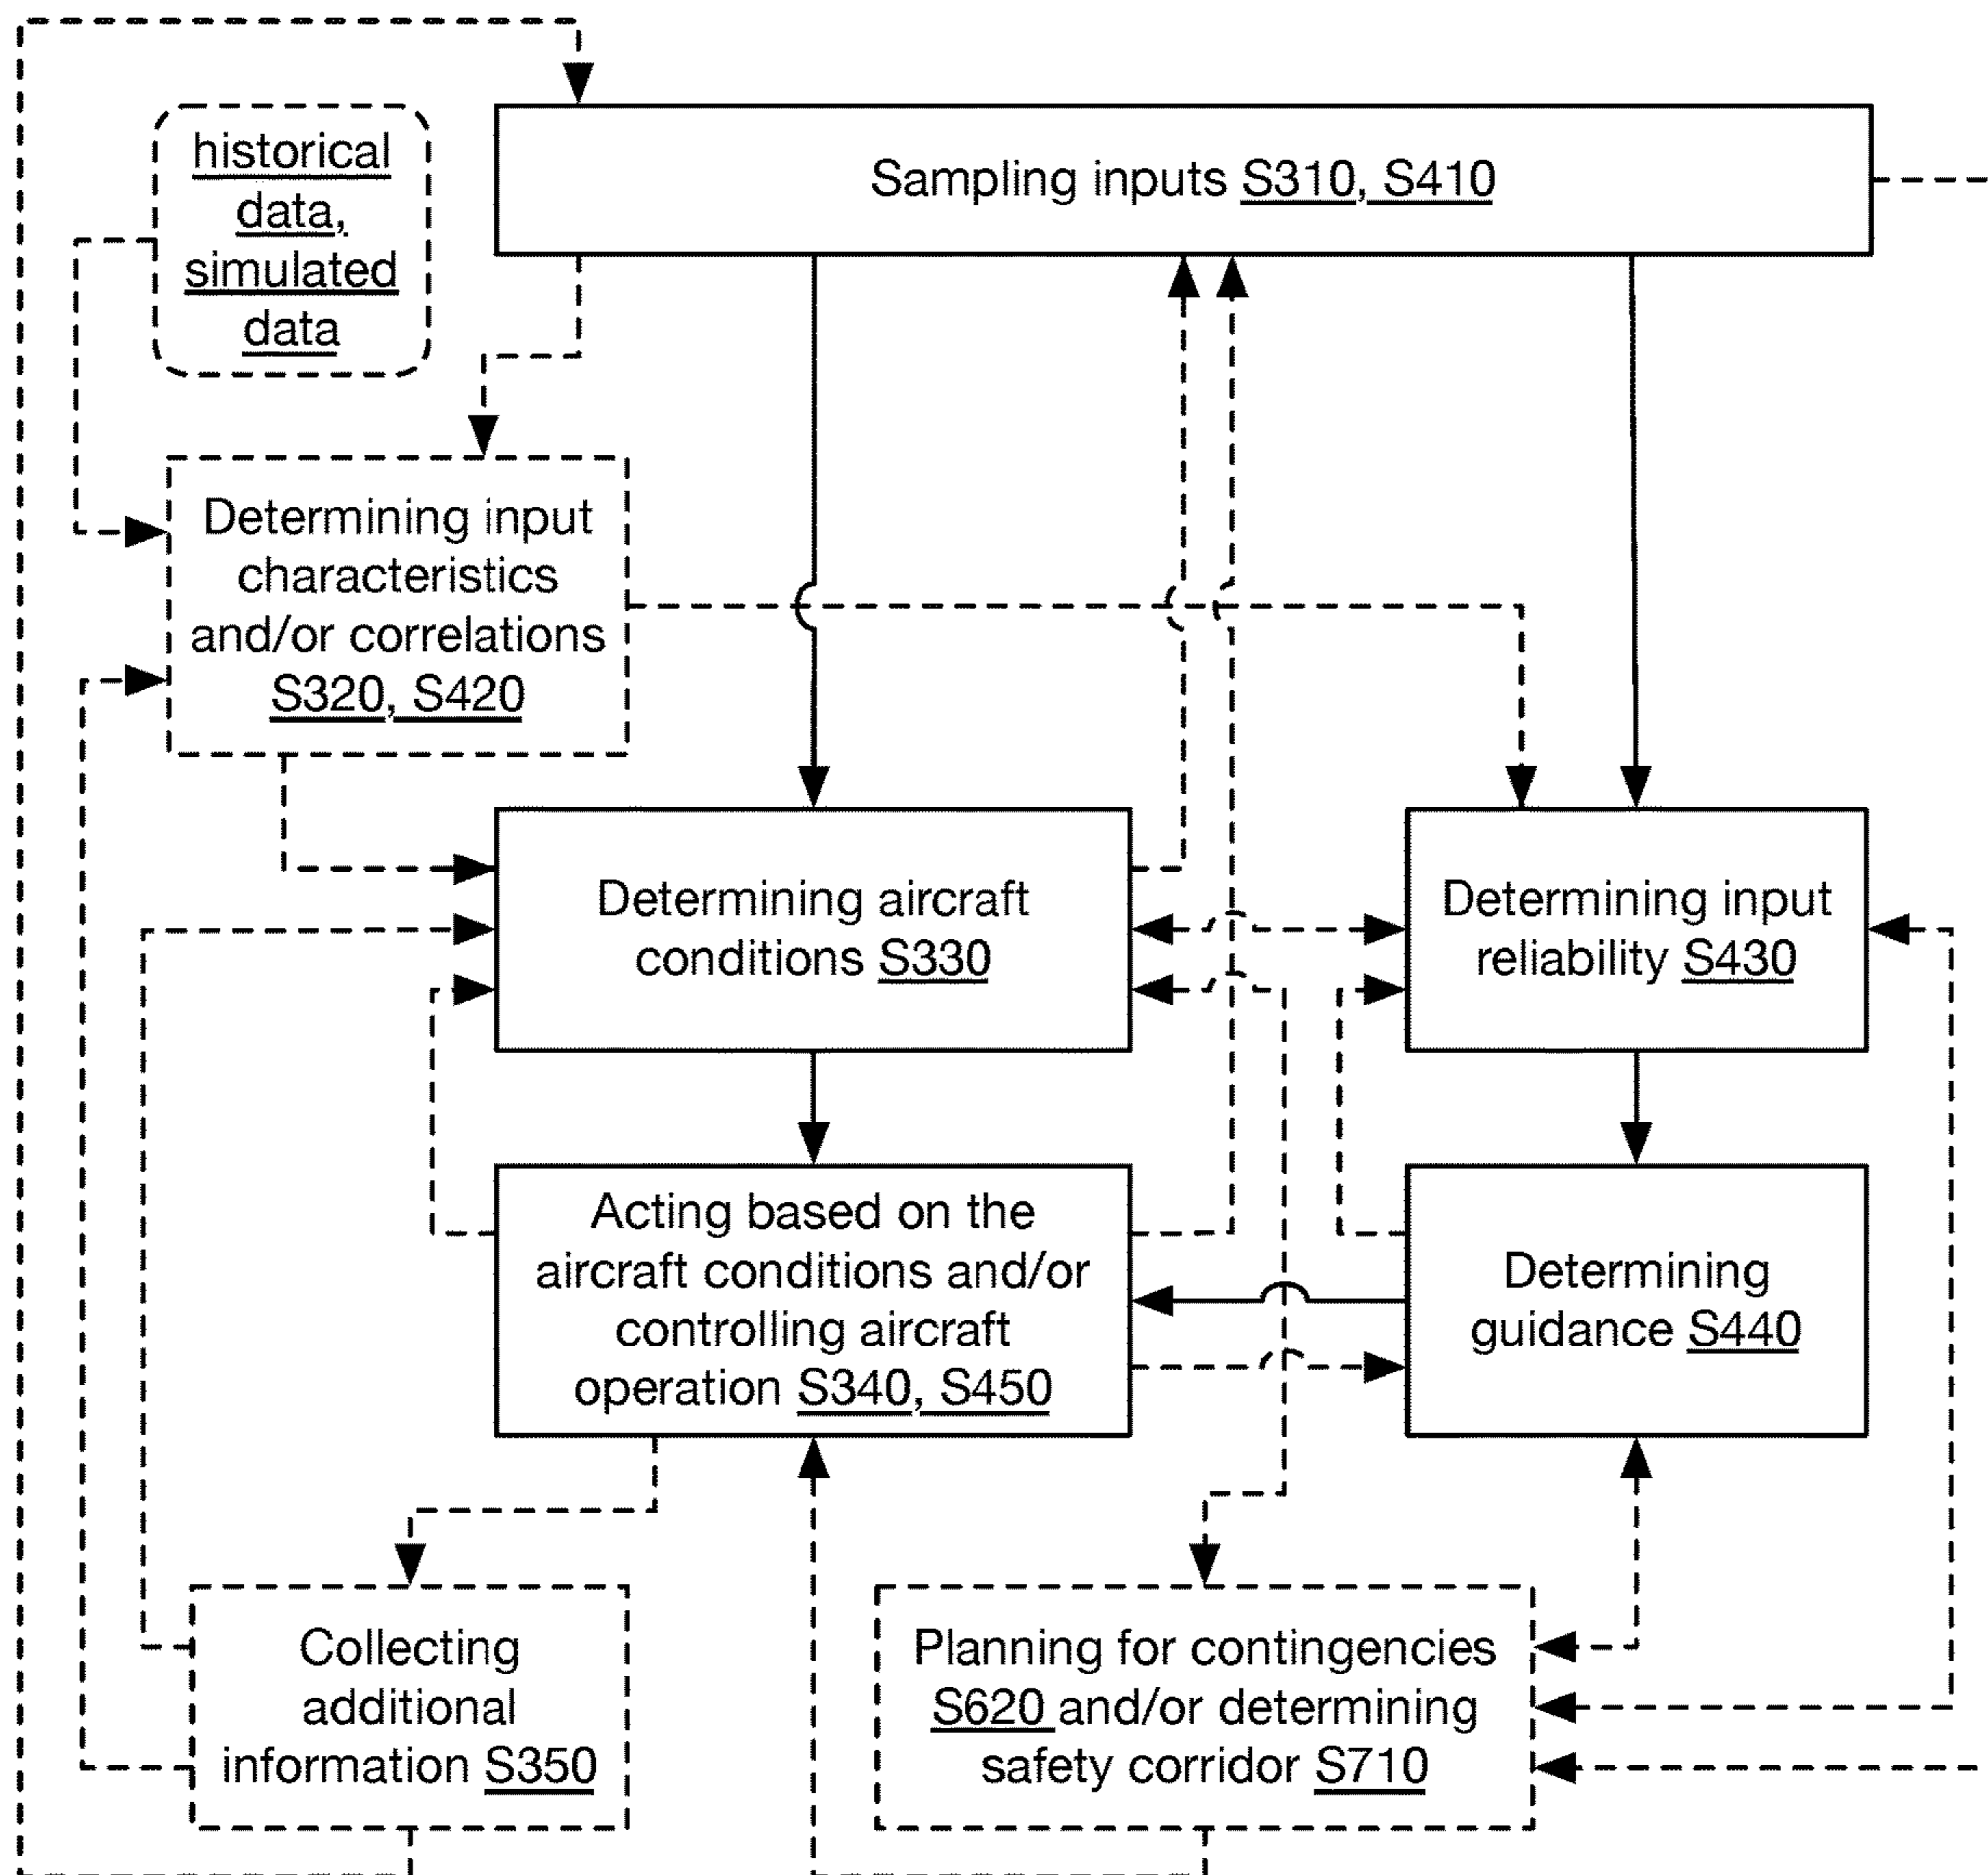 Sampling inputs S310, S410
historical
data,
simulated
data
Determining input
characteristics
and/or correlations
S320, S420
Determining aircraft
conditions S330
Determining input
reliability S430
Acting based on the
aircraft conditions and/or
controlling aircraft
operation S340, S450
Determining
guidance S440
Collecting
additional
information S350
Planning for contingencies
S620 and/or determining
safety corridor S710